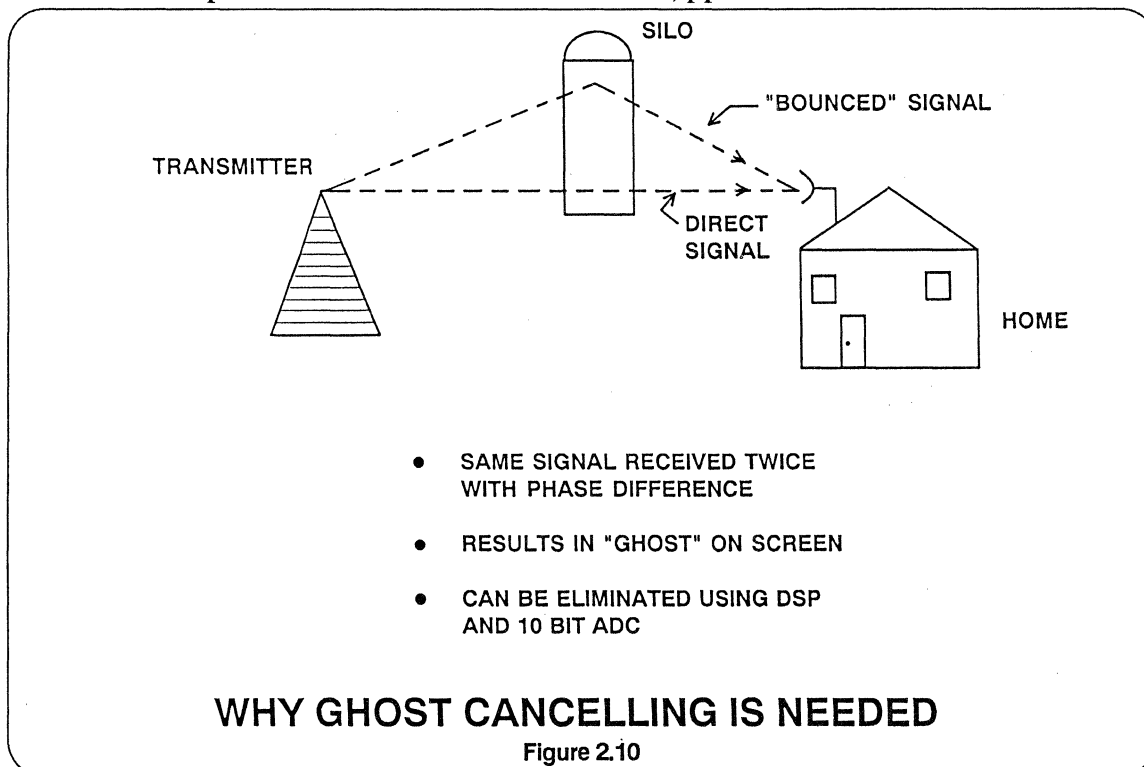 SILO
"BOUNCED" SIGNAL
TRANSMITTER
DIRECT
SIGNAL
HOME
• SAME SIGNAL RECEIVED TWICE
WITH PHASE DIFFERENCE
• RESULTS IN "GHOST" ON SCREEN
• CAN BE ELIMINATED USING DSP
AND 10 BIT ADC
WHY GHOST CANCELLING IS NEEDED
Figure 2.10